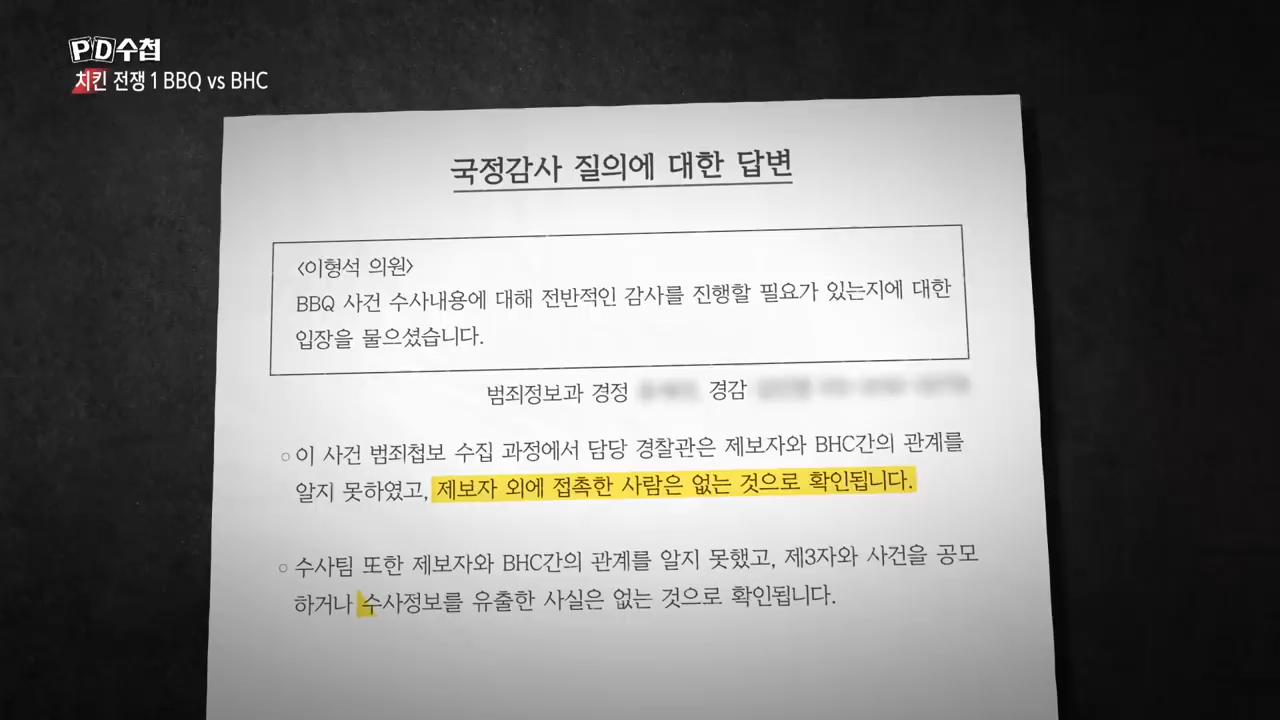 PD수첩
치킨 전쟁 1 BBQ vs BHC
국정감사 질의에 대한 답변
<이형석 의원>
BBQ 사건 수사내용에 대해 전반적인 감사를 진행할 필요가 있는지에 대한
입장을 물으셨습니다.
범죄정보과 경정 경감
○ 이 사건 범죄첩보 수집 과정에서 담당 경찰관은 제보자와 BHC간의 관계를
알지 못하였고, 제보자 외에 접촉한 사람은 없는 것으로 확인됩니다.
○ 수사팀 또한 제보자와 BHC간의 관계를 알지 못했고, 제3자와 사건을 공모
하거나 수사정보를 유출한 사실은 없는 것으로 확인됩니다.